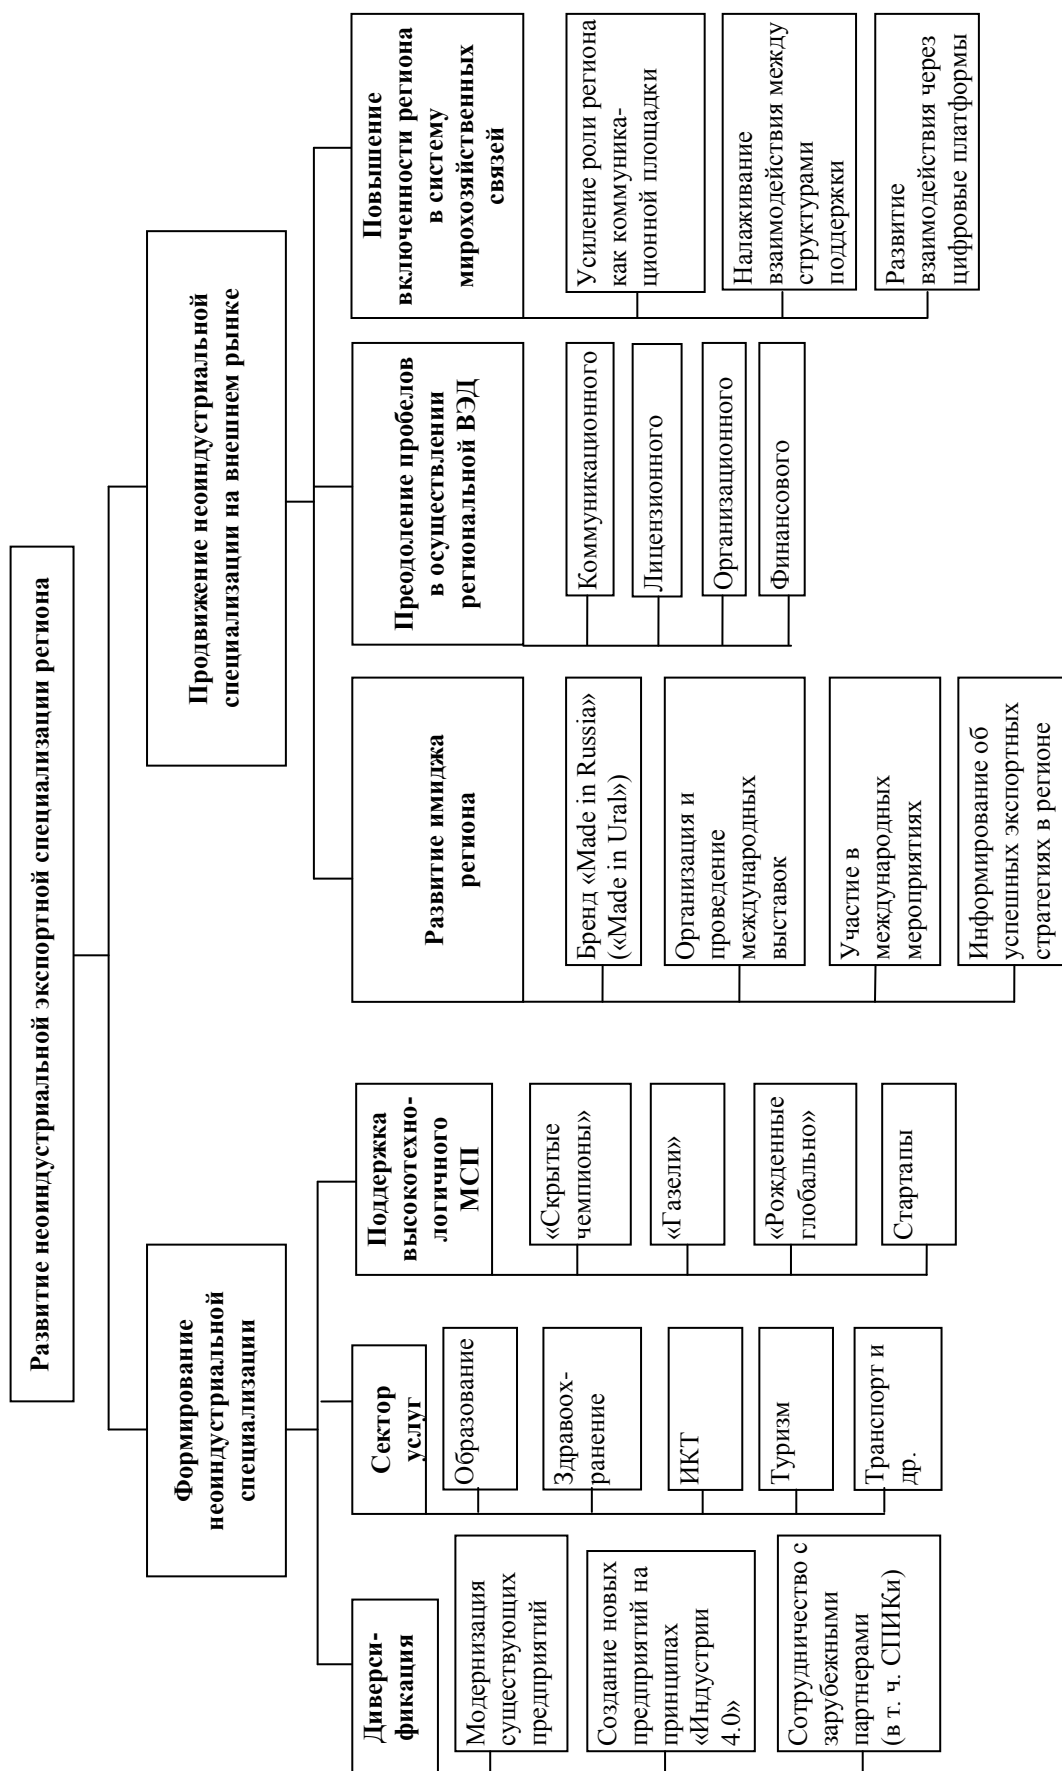 Развитие неоиндустриальной экспортной специализации региона
Формирование
неоиндустриальной
специализации
Продвижение неоиндустриальной
специализации на внешнем рынке
Диверси-
фикация
Модернизация
существующих
предприятий
Создание новых
предприятий на
принципах
«Индустрии
4.0»
Сотрудничество с
зарубежными
партнерами
(в т. ч. СПИКи)
Сектор
услуг
Образование
Здравоох-
ранение
ИКТ
Туризм
Транспорт и
др.
Поддержка
высокотехно-
логичного
МСП
«Скрытые
чемпионы»
«Газели»
«Рожденные
глобально»
Стартапы
Развитие имиджа
региона
Бренд «Made in Russia»
(«Made in Ural»)
Организация и
проведение
международных
выставок
Участие в
международных
мероприятиях
Информирование об
успешных экспортных
стратегиях в регионе
Преодоление пробелов
в осуществлении
региональной ВЭД
Коммуникационного
Лицензионного
Организационного
Финансового
Повышение
включенности региона
в систему
мирохозяйственных
связей
Усиление роли региона
как коммуника-
ционной площадки
Налаживание
взаимодействия между
структурами
поддержки
Развитие
взаимодействия через
цифровые платформы